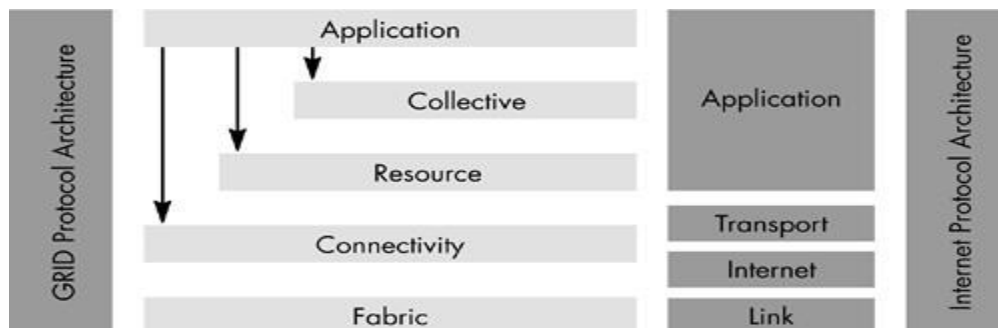 GRID Protocol Architecture
Application
Collective
Resource
Connectivity
Fabric
Application
Transport
Internet
Link
Internet Protocol Architecture